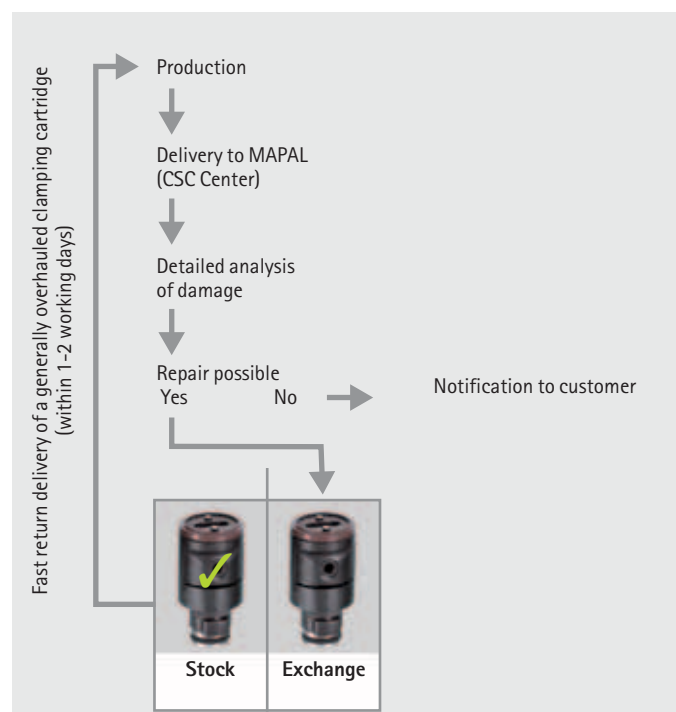 Fast return delivery of a generally overhauled clamping cartridge
(within 1-2 working days)
Production
Delivery to MAPAL
(CSC Center)
Detailed analysis
of damage
Repair possible
Yes No
Notification to customer
Stock Exchange